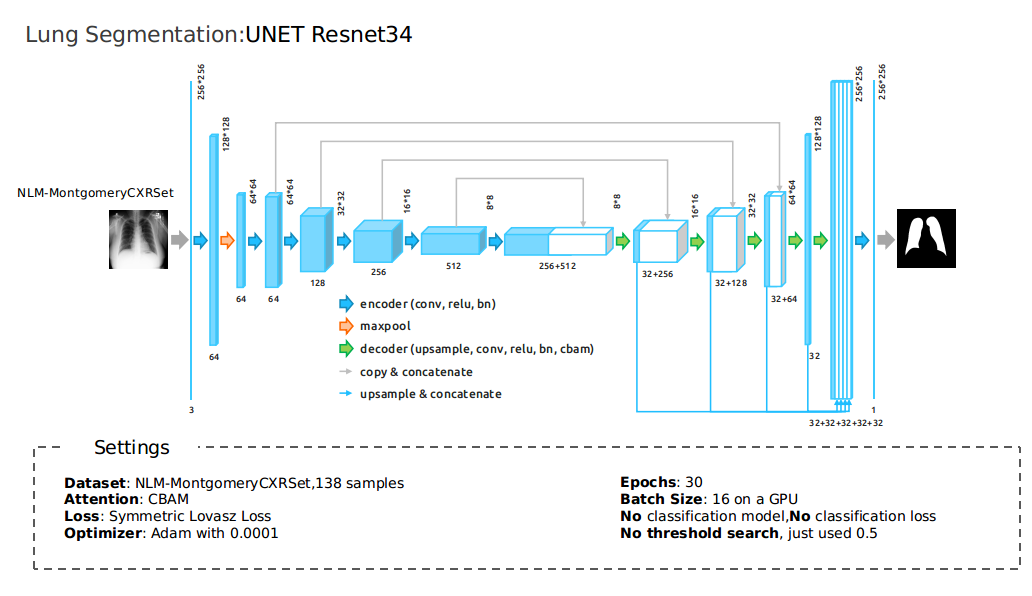 Lung Segmentation:UNET Resnet34
256*256
128*128
64*64
64*64
32*32
16*16
8*8
8*8
16*16
32*32
64*64
128*128
256*256
256*256
NLM-MontgomeryCXRSet
3
64
64
64
128
256
512
256+512
32+256
32+128
32+64
32
32+32+32+32+32
1
encoder (conv, relu, bn)
maxpool
decoder (upsample, conv, relu, bn, cbam)
copy & concatenate
upsample & concatenate
Settings
Dataset: NLM-MontgomeryCXRSet,138 samples
Attention: CBAM
Loss: Symmetric Lovasz Loss
Optimizer: Adam with 0.0001
Epochs: 30
Batch Size: 16 on a GPU
No classification model,No classification loss
No threshold search, just used 0.5